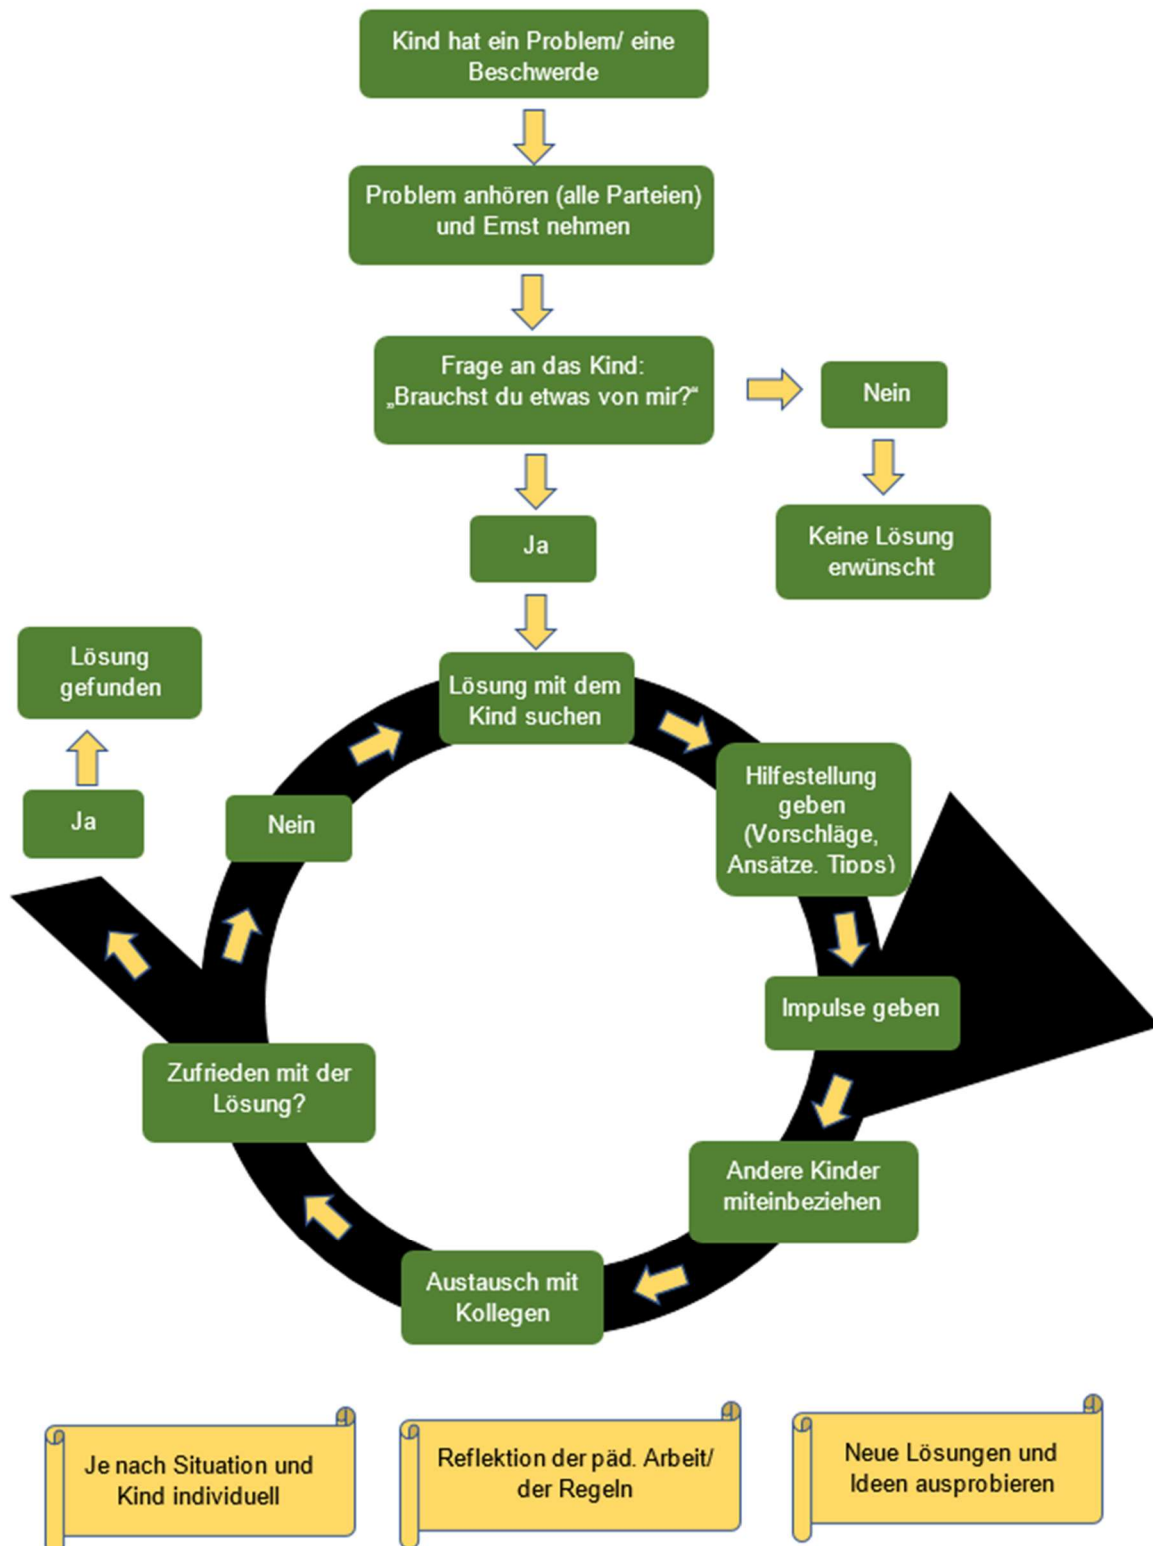 Kind hat ein Problem/ eine
Beschwerde
Problem anhören (alle Parteien)
und Ernst nehmen
Frage an das Kind:
„Brauchst du etwas von mir?“
Nein
Keine Lösung
erwünscht
Ja
Lösung mit dem
Kind suchen
Hilfestellung
geben
(Vorschläge,
Ansätze, Tipps)
Impulse geben
Andere Kinder
miteinbeziehen
Austausch mit
Kollegen
Zufrieden mit der
Lösung?
Nein
Ja
Lösung
gefunden
Je nach Situation und
Kind individuell
Reflektion der päd. Arbeit/
der Regeln
Neue Lösungen und
Ideen ausprobieren